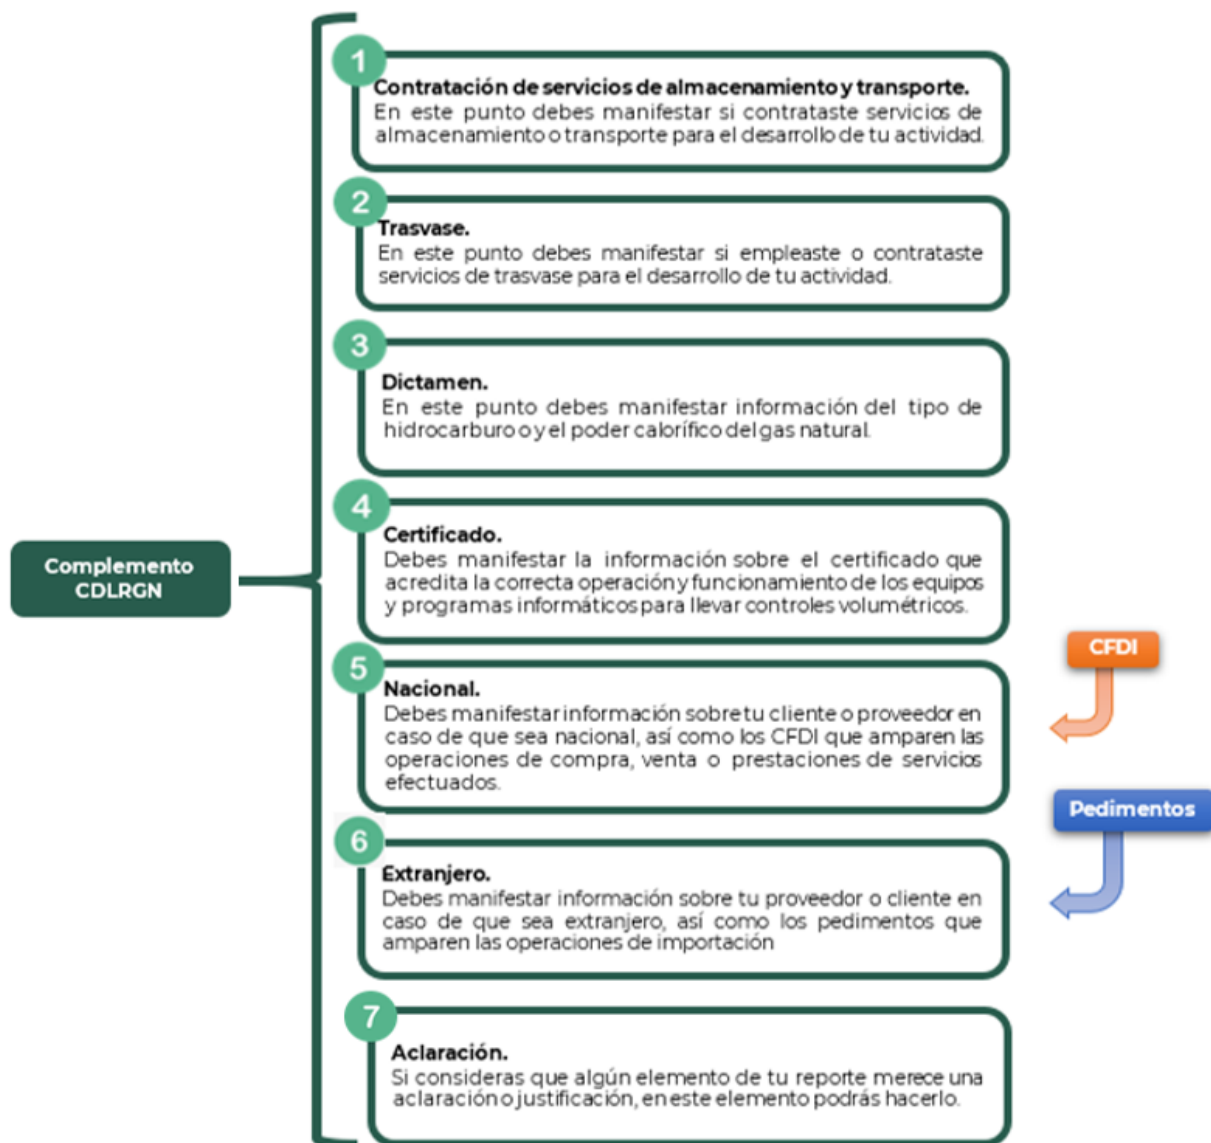 1
Contratación de servicios de almacenamiento y transporte.
En este punto debes manifestar si contrataste servicios de
almacenamiento o transporte para el desarrollo de tu actividad.
2
Trasvase.
En este punto debes manifestar si empleaste o contrataste
servicios de trasvase para el desarrollo de tu actividad.
3
Dictamen.
En este punto debes manifestar información del tipo de
hidrocarburo o y el poder calorífico del gas natural.
4
Certificado.
Debes manifestar la información sobre el certificado que
acredita la correcta operación y funcionamiento de los equipos
y programas informáticos para llevar controles volumétricos.
Complemento
CDLRGN
5
Nacional.
Debes manifestar información sobre tu cliente o proveedor en
caso de que sea nacional, así como los CFDI que amparen las
operaciones de compra, venta o prestaciones de servicios
efectuados.
CFDI
6
Extranjero.
Debes manifestar información sobre tu proveedor o cliente en
caso de que sea extranjero, así como los pedimentos que
amparen las operaciones de importación
Pedimentos
7
Aclaración.
Si consideras que algún elemento de tu reporte merece una
aclaración o justificación, en este elemento podrás hacerlo.